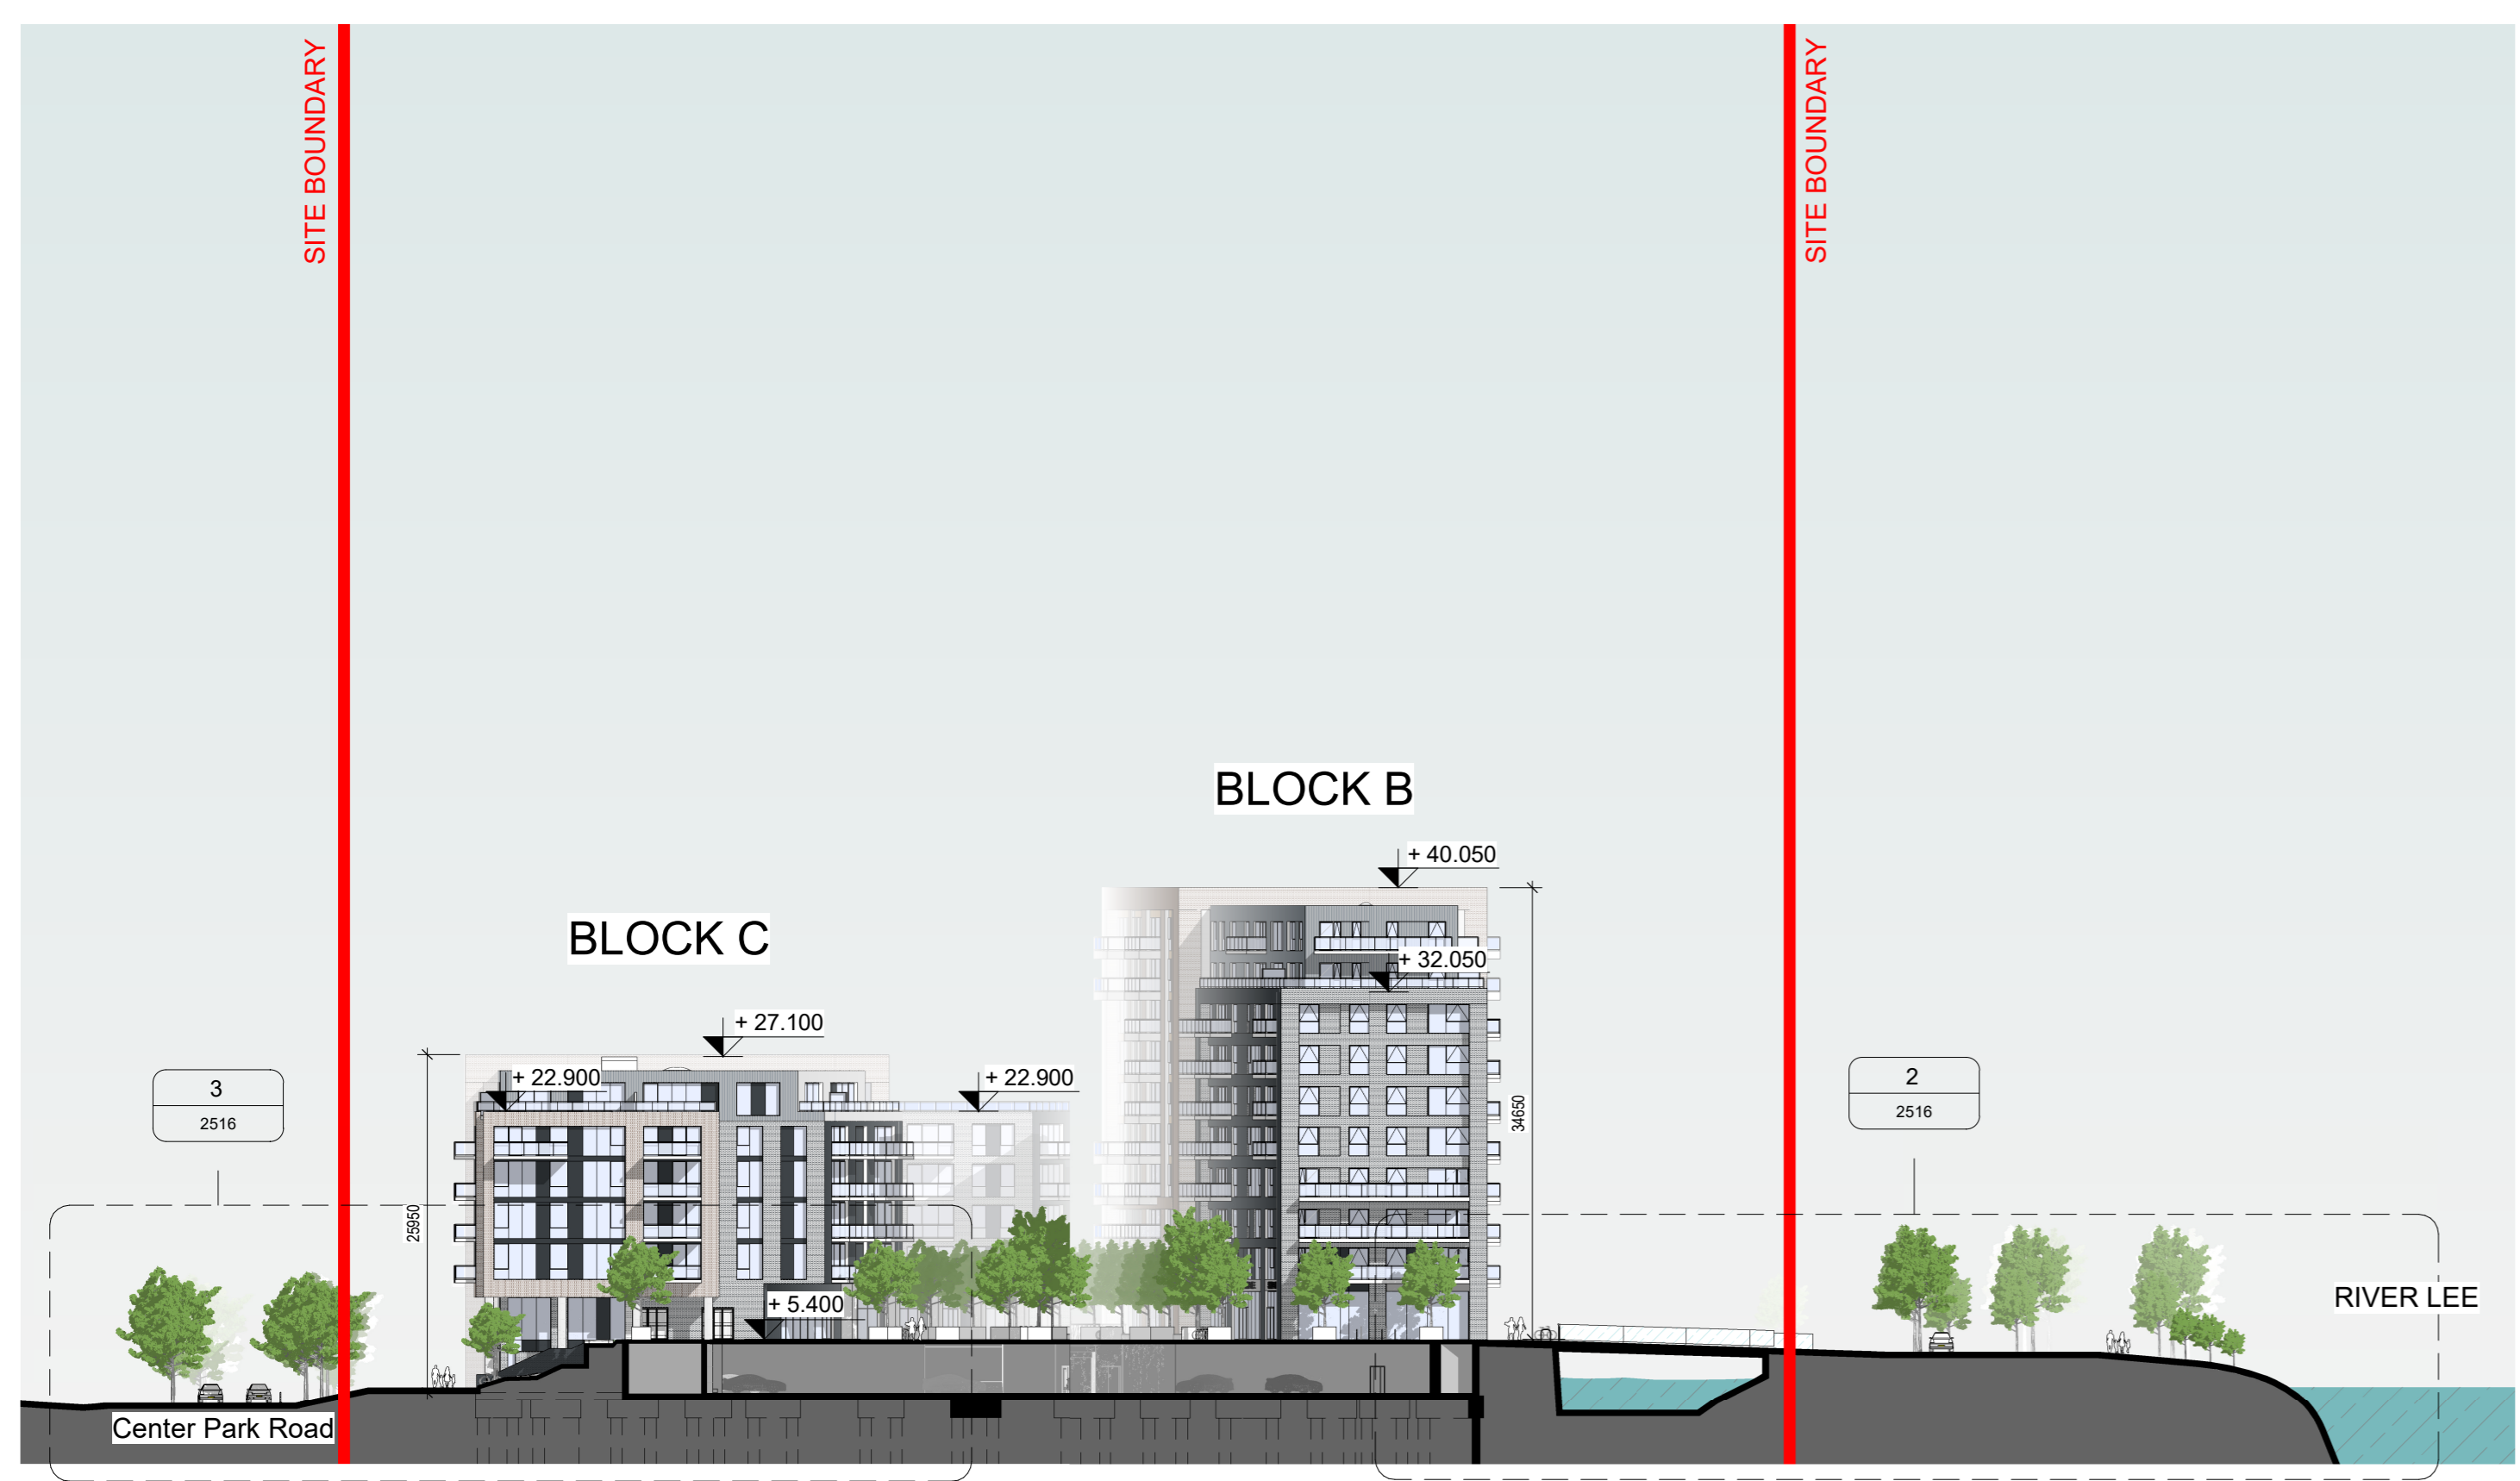 SITE BOUNDARY
SITE BOUNDARY
BLOCK B
+ 40.050
BLOCK C
+ 32.050
+ 27.100
+ 22.900
+ 22.900
3
2516
2
2516
34650
25950
+ 5.400
RIVER LEE
Center Park Road